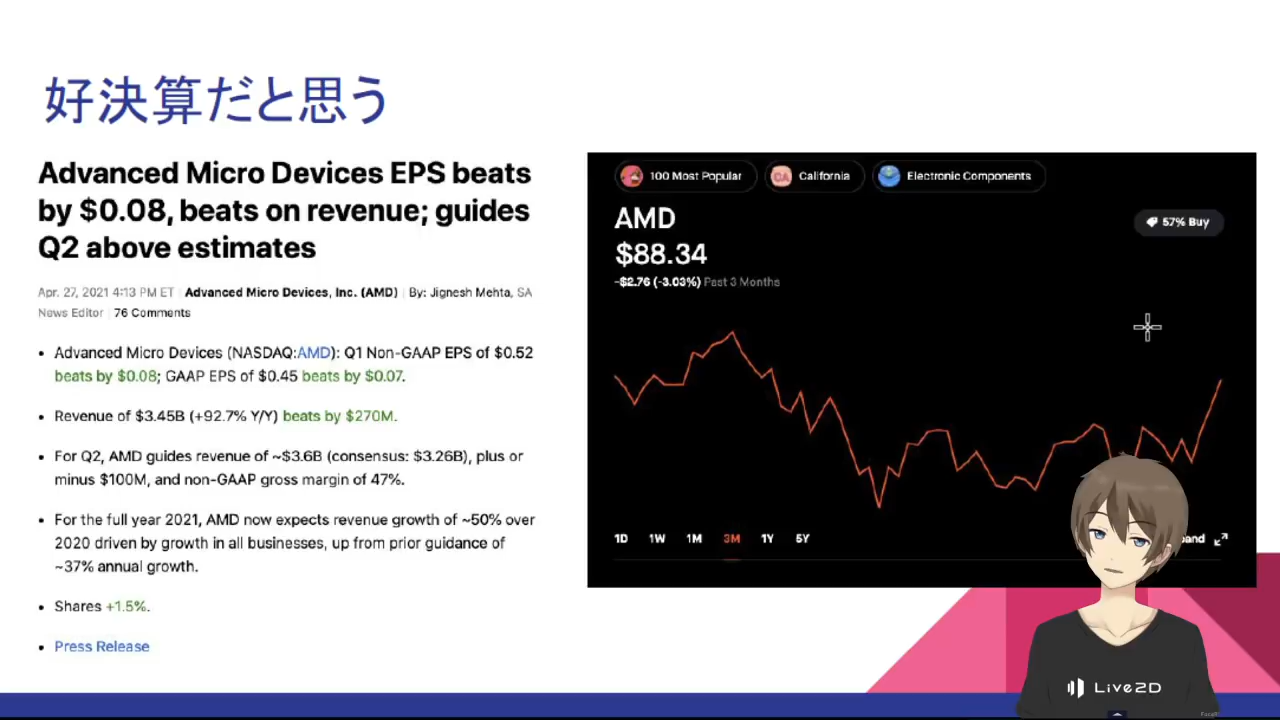 好決算だと思う
Advanced Micro Devices EPS beats
by $0.08, beats on revenue; guides
Q2 above estimates
Apr. 27, 2021 4:13 PM ET | Advanced Micro Devices, Inc. (AMD) | By: Jignesh Mehta, SA
News Editor | 76 Comments
• Advanced Micro Devices (NASDAQ:AMD): Q1 Non-GAAP EPS of $0.52
beats by $0.08; GAAP EPS of $0.45 beats by $0.07.
• Revenue of $3.45B (+92.7% Y/Y) beats by $270M.
• For Q2, AMD guides revenue of ~$3.6B (consensus: $3.26B), plus or
minus $100M, and non-GAAP gross margin of 47%.
• For the full year 2021, AMD now expects revenue growth of ~50% over
2020 driven by growth in all businesses, up from prior guidance of
~37% annual growth.
• Shares +1.5%.
• Press Release
100 Most Popular
CA California
Electronic Components
AMD
57% Buy
$88.34
-$2.76 (-3.03%) Past 3 Months
1D 1W 1M 3M 1Y 5Y
Live2D